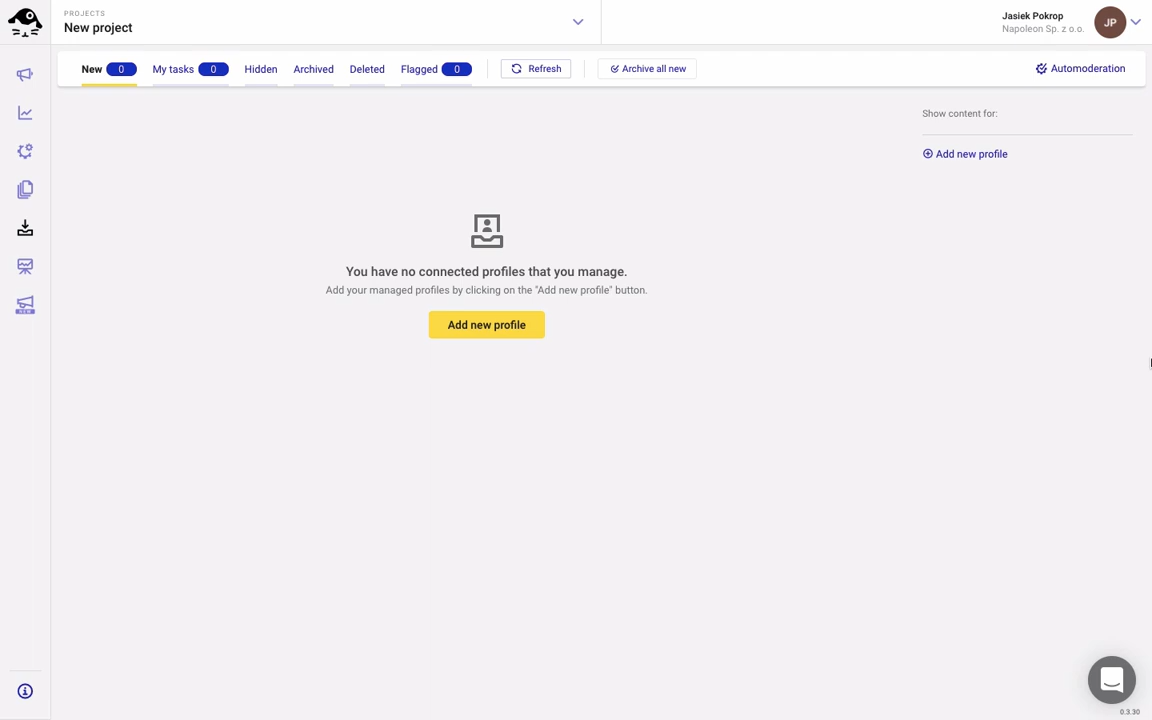 PROJECTS
New project
Jasiek Pokrop
Napoleon Sp. z o.o.
JP
New 0
My tasks 0
Hidden
Archived
Deleted
Flagged 0
Refresh
Archive all new
Automoderation
Show content for:
Add new profile
NEW
You have no connected profiles that you manage.
Add your managed profiles by clicking on the "Add new profile" button.
Add new profile
0.3.30